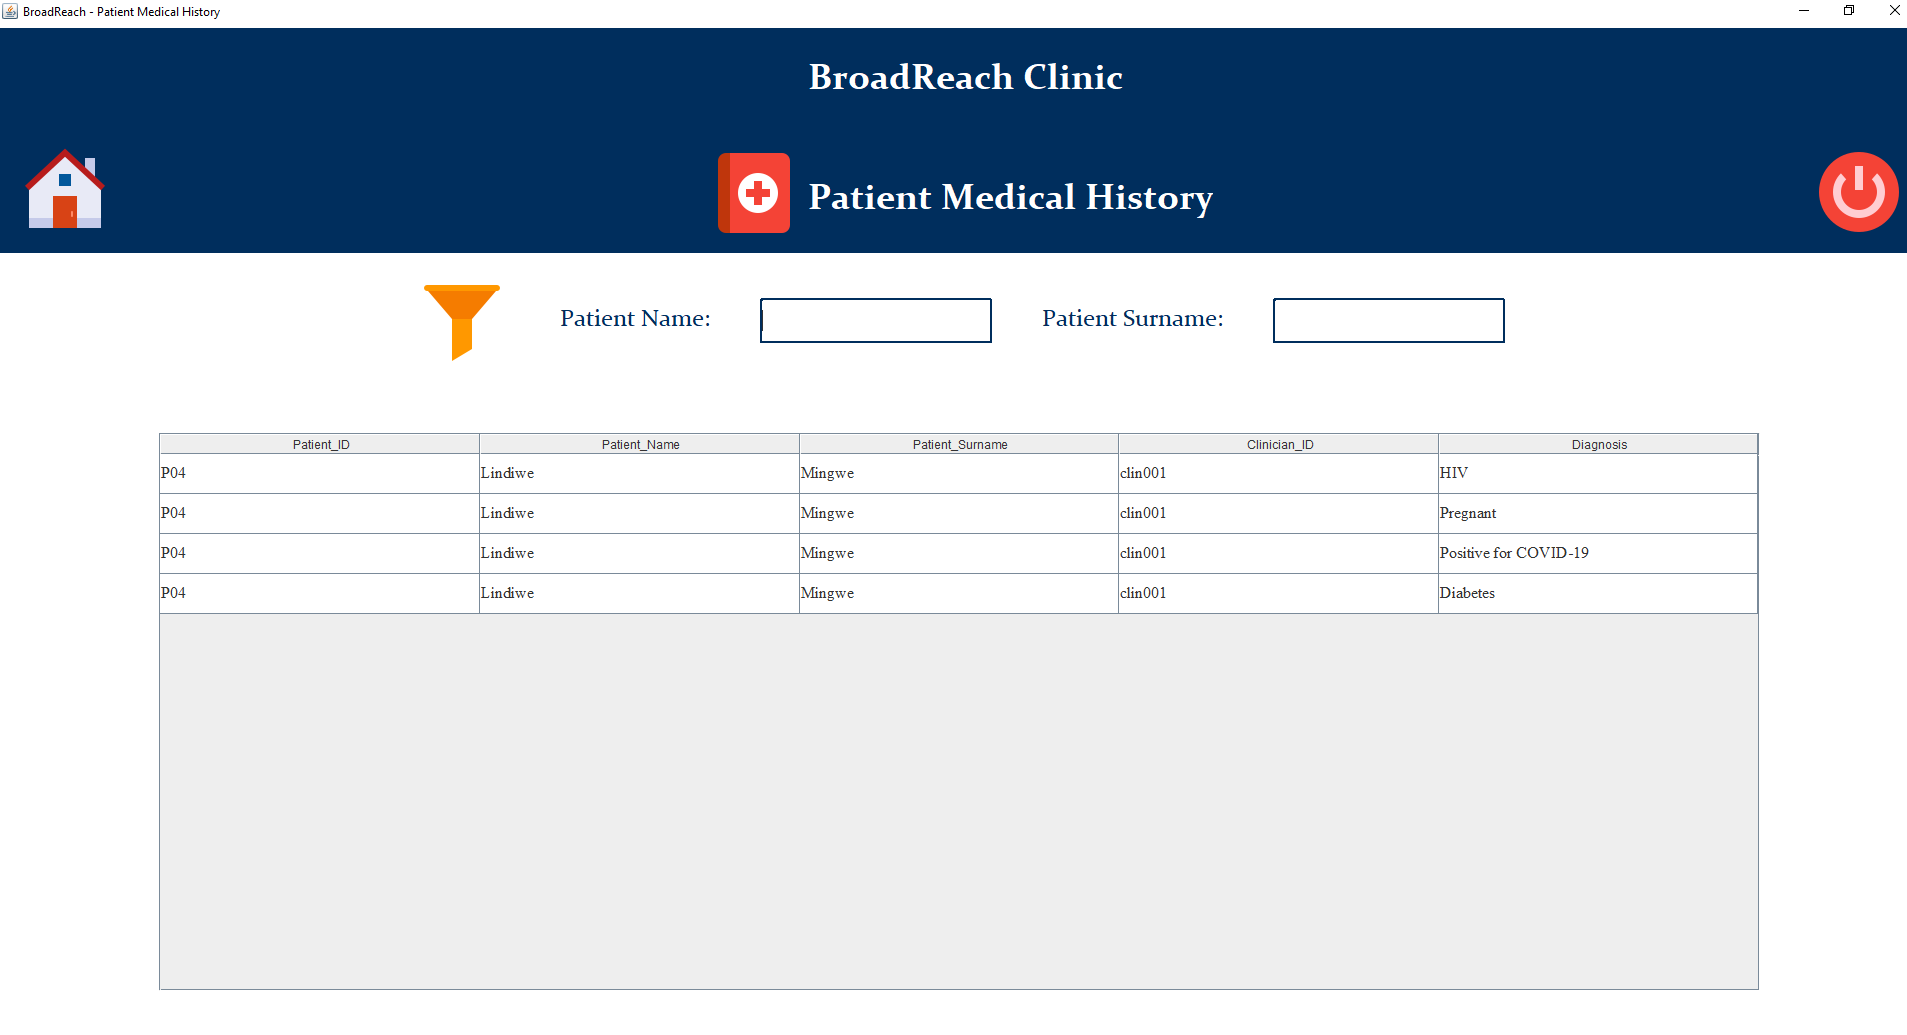 BroadReach - Patient Medical History
BroadReach Clinic
Patient Medical History
Patient Name: Patient Surname:
Patient_ID Patient_Name Patient_Surname Clinician_ID Diagnosis
P04 Lindiwe Mingwe clin001 HIV
P04 Lindiwe Mingwe clin001 Pregnant
P04 Lindiwe Mingwe clin001 Positive for COVID-19
P04 Lindiwe Mingwe clin001 Diabetes